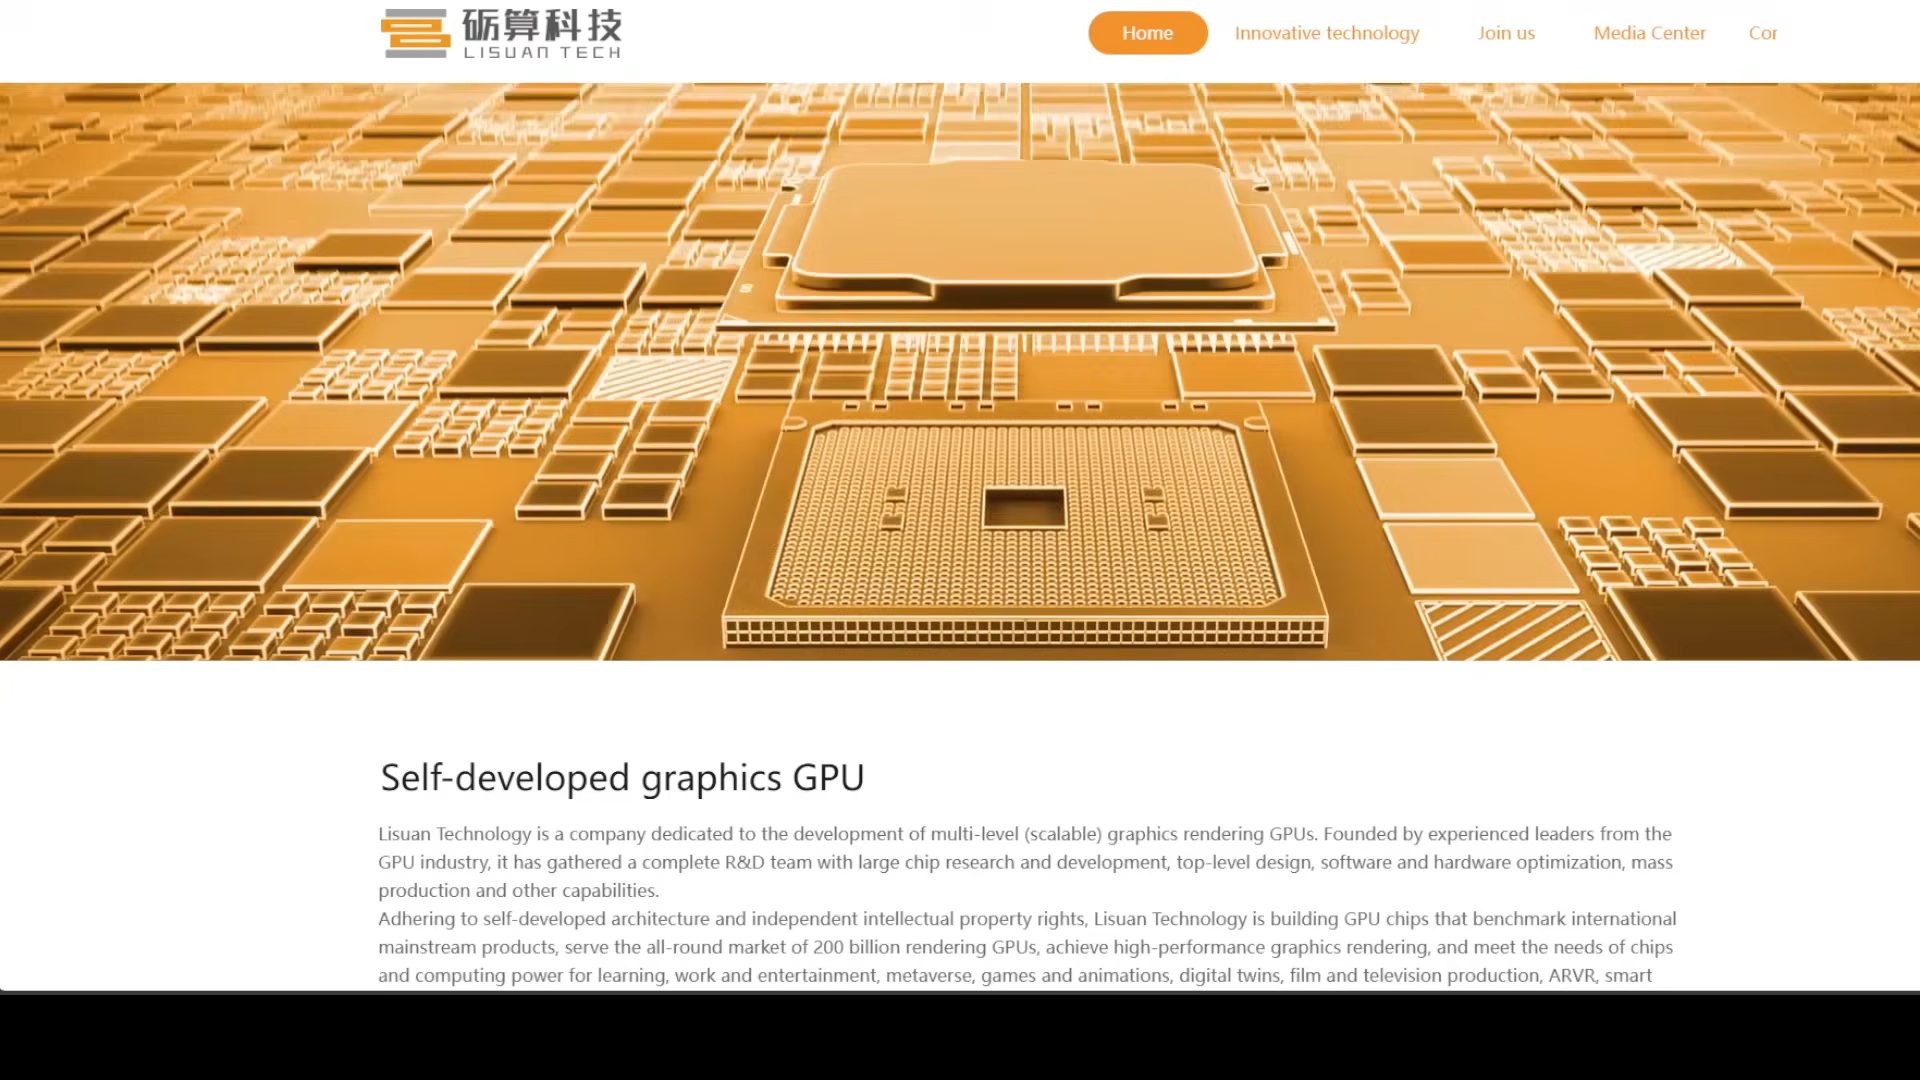 砺算科技
LISUAN TECH
Home
Innovative technology
Join us
Media Center
Cor
Self-developed graphics GPU
Lisuan Technology is a company dedicated to the development of multi-level (scalable) graphics rendering GPUs. Founded by experienced leaders from the
GPU industry, it has gathered a complete R&D team with large chip research and development, top-level design, software and hardware optimization, mass
production and other capabilities.
Adhering to self-developed architecture and independent intellectual property rights, Lisuan Technology is building GPU chips that benchmark international
mainstream products, serve the all-round market of 200 billion rendering GPUs, achieve high-performance graphics rendering, and meet the needs of chips
and computing power for learning, work and entertainment, metaverse, games and animations, digital twins, film and television production, ARVR, smart